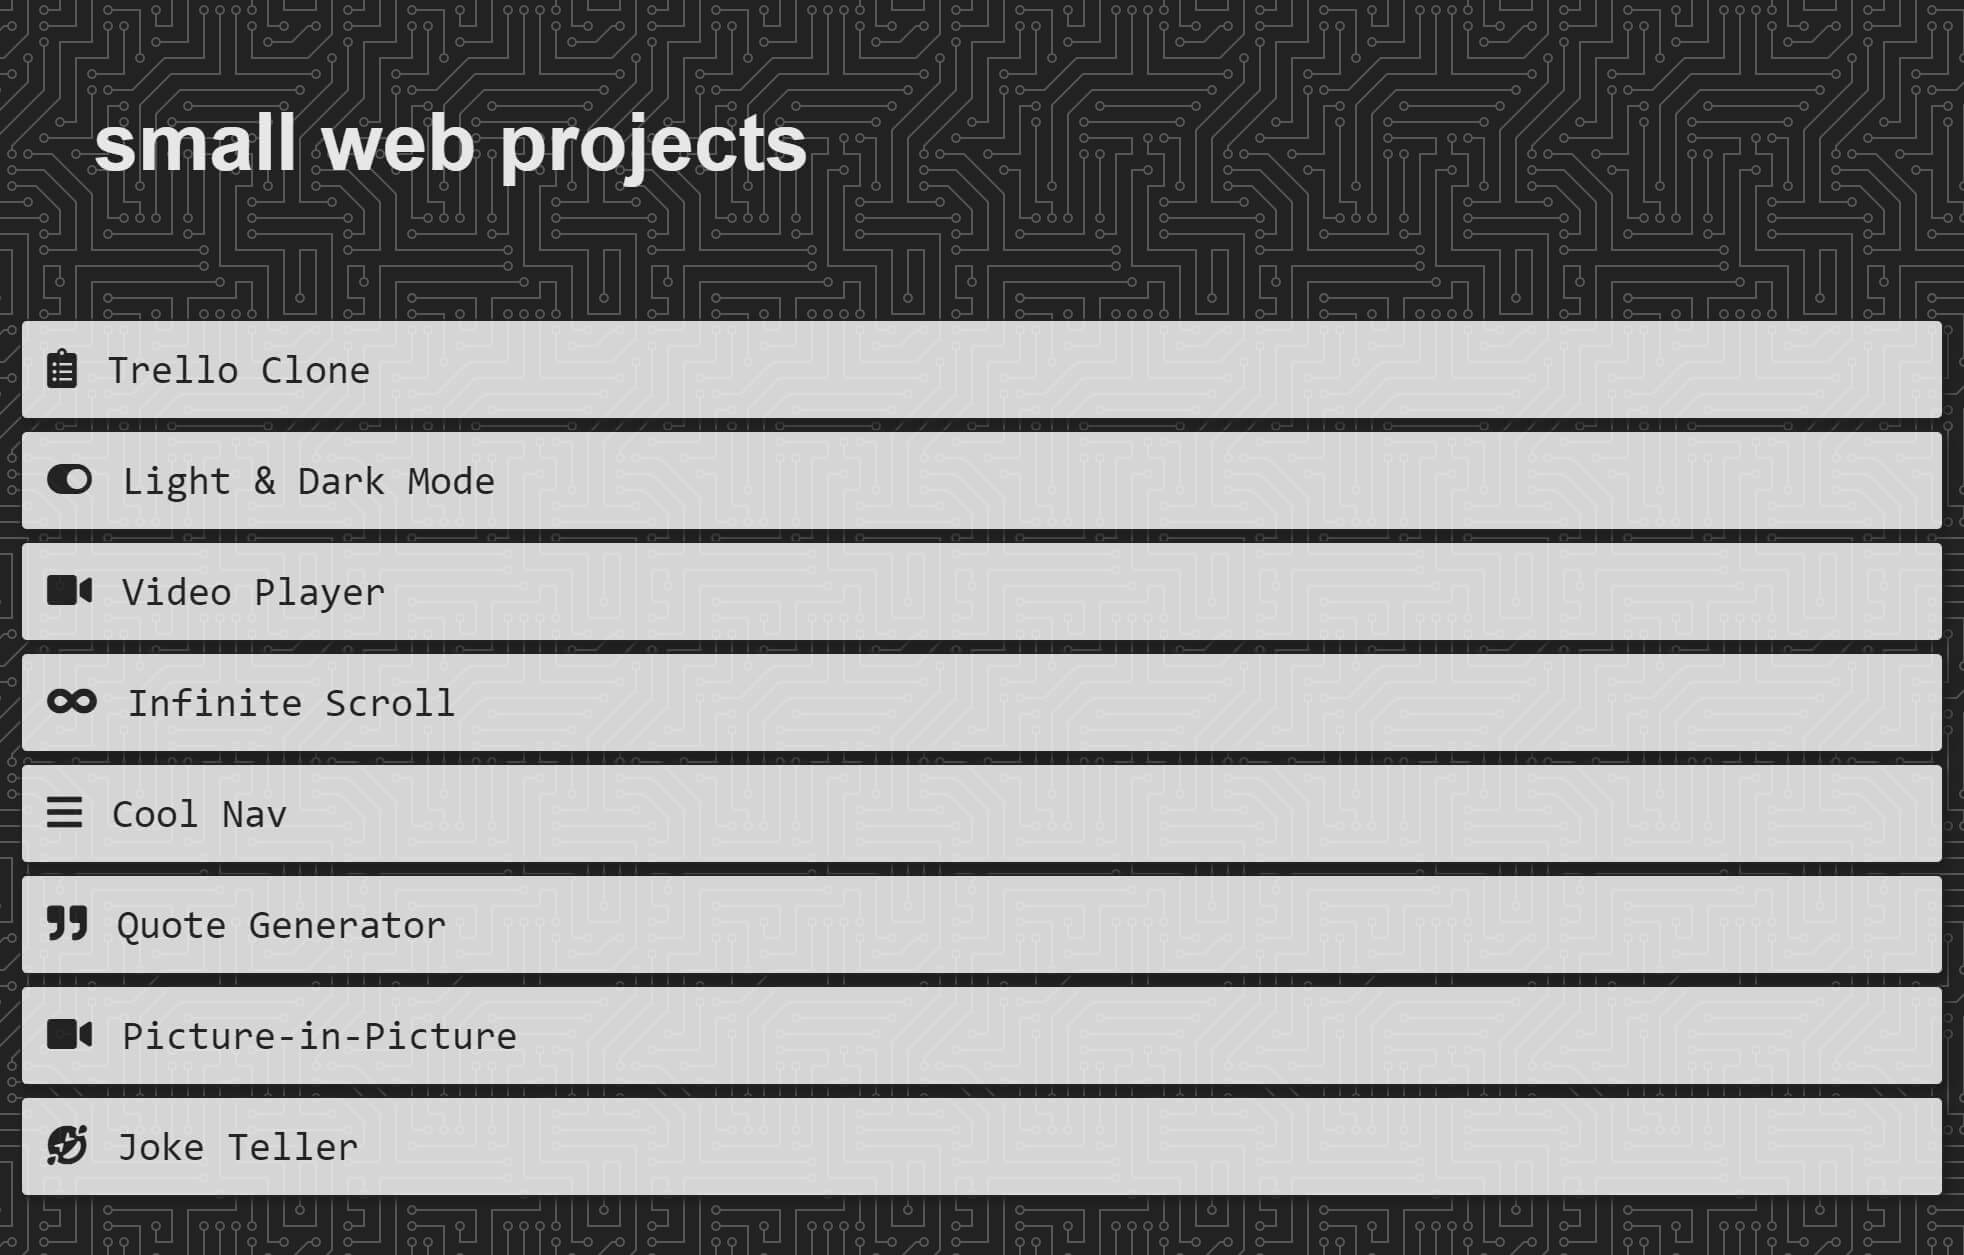 small web projects
Trello Clone
Light & Dark Mode
Video Player
Infinite Scroll
Cool Nav
Quote Generator
Picture-in-Picture
Joke Teller